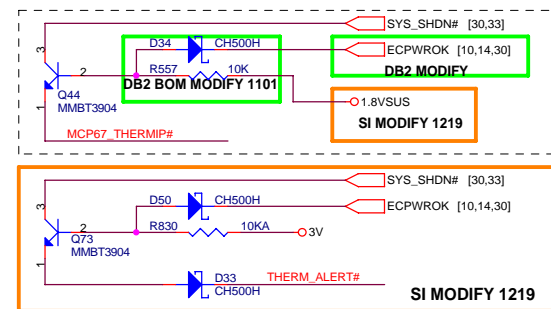 SYS_SHDN# [30,33]
3
D34 CH500H ECPWROK [10,14,30]
2 R557 10K DB2 MODIFY
DB2 BOM MODIFY 1101
Q44
MMBT3904
1 1.8VSUS
MCP67_THERMIP# SI MODIFY 1219
SYS_SHDN# [30,33]
3
D50 CH500H ECPWROK [10,14,30]
2 R830 10KA 3V
Q73
MMBT3904
1
D33 THERM_ALERT#
CH500H SI MODIFY 1219